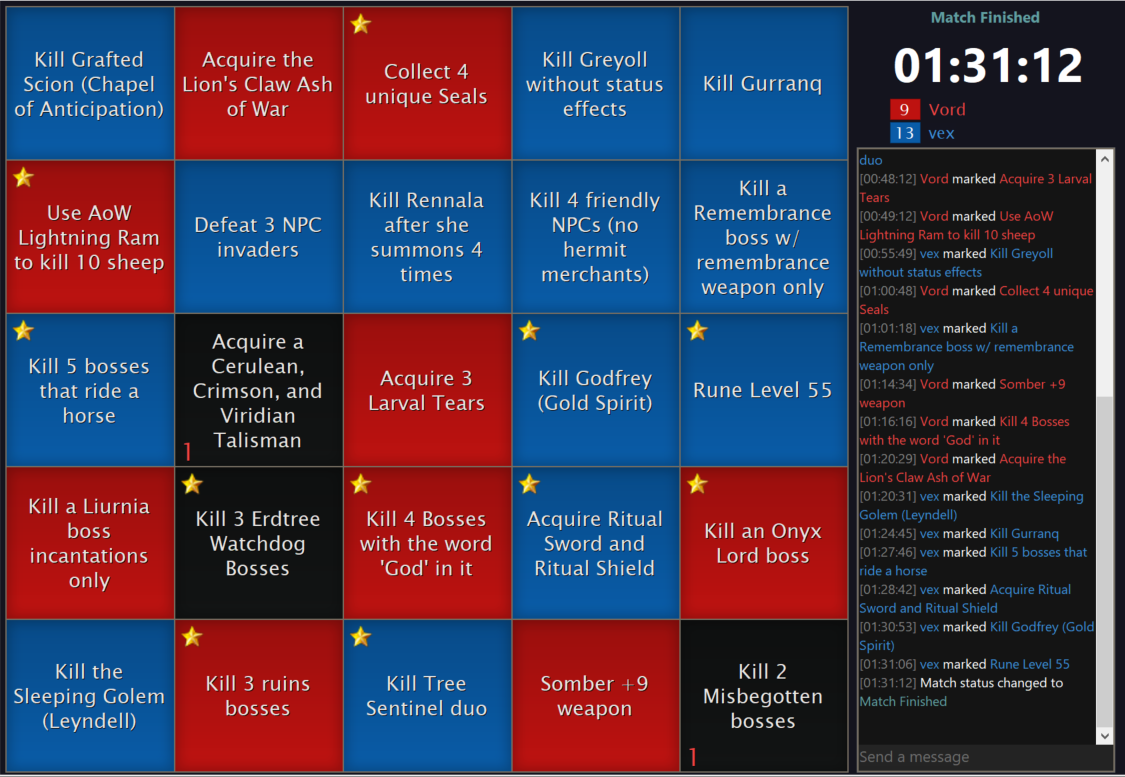 Kill Grafted
Scion (Chapel
of Anticipation)
Acquire the
Lion's Claw Ash
of War
Collect 4
unique Seals
Kill Greyoll
without status
effects
Kill Gurranq
Use AoW
Lightning Ram
to kill 10 sheep
Defeat 3 NPC
invaders
Kill Rennala
after she
summons 4
times
Kill 4 friendly
NPCs (no
hermit
merchants)
Kill a
Remembrance
boss w/
remembrance
weapon only
Kill 5 bosses
that ride a
horse
Acquire a
Cerulean,
Crimson, and
Viridian
Talisman
1
Acquire 3
Larval Tears
Kill Godfrey
(Gold Spirit)
Rune Level 55
Kill a Liurnia
boss
incantations
only
Kill 3 Erdtree
Watchdog
Bosses
Kill 4 Bosses
with the word
'God' in it
Acquire Ritual
Sword and
Ritual Shield
Kill an Onyx
Lord boss
Kill the
Sleeping Golem
(Leyndell)
Kill 3 ruins
bosses
Kill Tree
Sentinel duo
Somber +9
weapon
Kill 2
Misbegotten
bosses
1
Match Finished
01:31:12
9 Vord
13 vex
duo
[00:48:12] Vord marked Acquire 3 Larval
Tears
[00:49:12] Vord marked Use AoW
Lightning Ram to kill 10 sheep
[00:55:49] vex marked Kill Greyoll
without status effects
[01:00:48] Vord marked Collect 4 unique
Seals
[01:01:18] vex marked Kill a
Remembrance boss w/ remembrance
weapon only
[01:14:34] Vord marked Somber +9
weapon
[01:16:16] Vord marked Kill 4 Bosses
with the word 'God' in it
[01:20:29] Vord marked Acquire the
Lion's Claw Ash of War
[01:20:31] vex marked Kill the Sleeping
Golem (Leyndell)
[01:24:45] vex marked Kill Gurranq
[01:27:46] vex marked Kill 5 bosses that
ride a horse
[01:28:42] vex marked Acquire Ritual
Sword and Ritual Shield
[01:30:53] vex marked Kill Godfrey (Gold
Spirit)
[01:31:06] vex marked Rune Level 55
[01:31:12] Match status changed to
Match Finished
Send a message